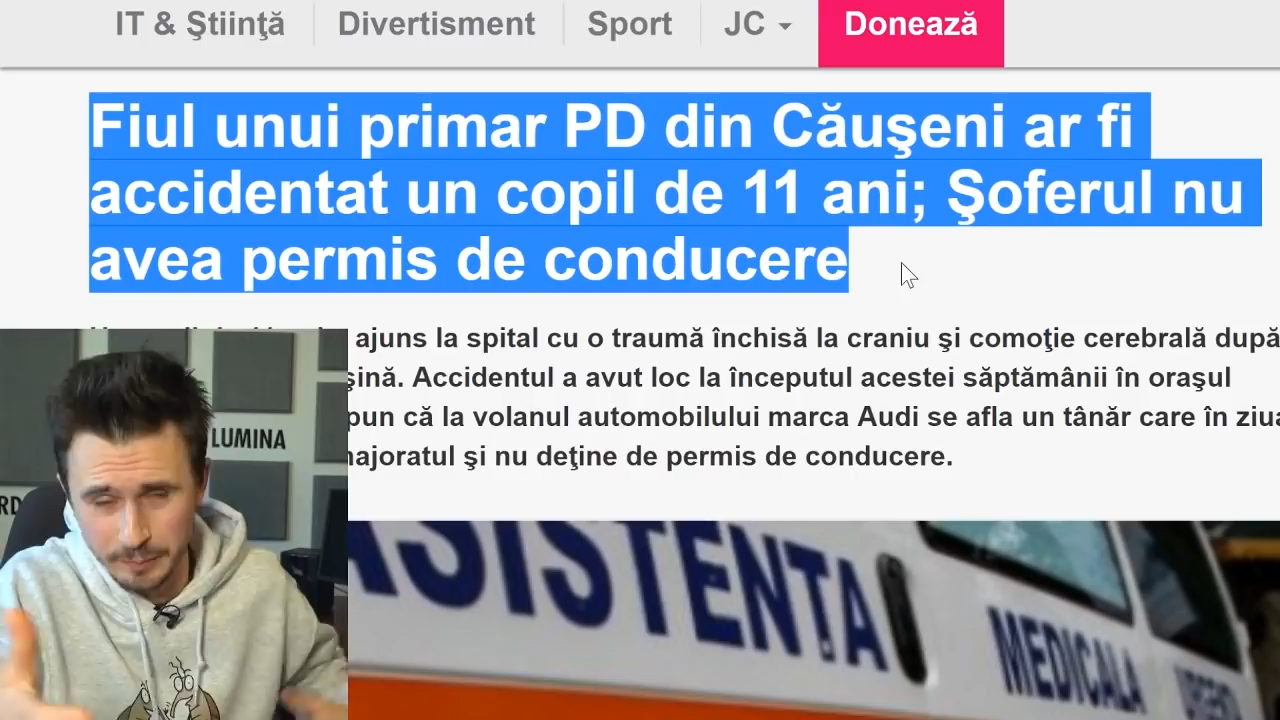 IT & Ştiinţă Divertisment Sport JC Donează
Fiul unui primar PD din Căuşeni ar fi
accidentat un copil de 11 ani; Şoferul nu
avea permis de conducere
ajuns la spital cu o traumă închisă la craniu şi comoţie cerebrală după
şină. Accidentul a avut loc la începutul acestei săptămânii în oraşul
pun că la volanul automobilului marca Audi se afla un tânăr care în ziua
majoratul şi nu deţine de permis de conducere.
LUMINA
RD
ASISTENŢA
MEDICALA